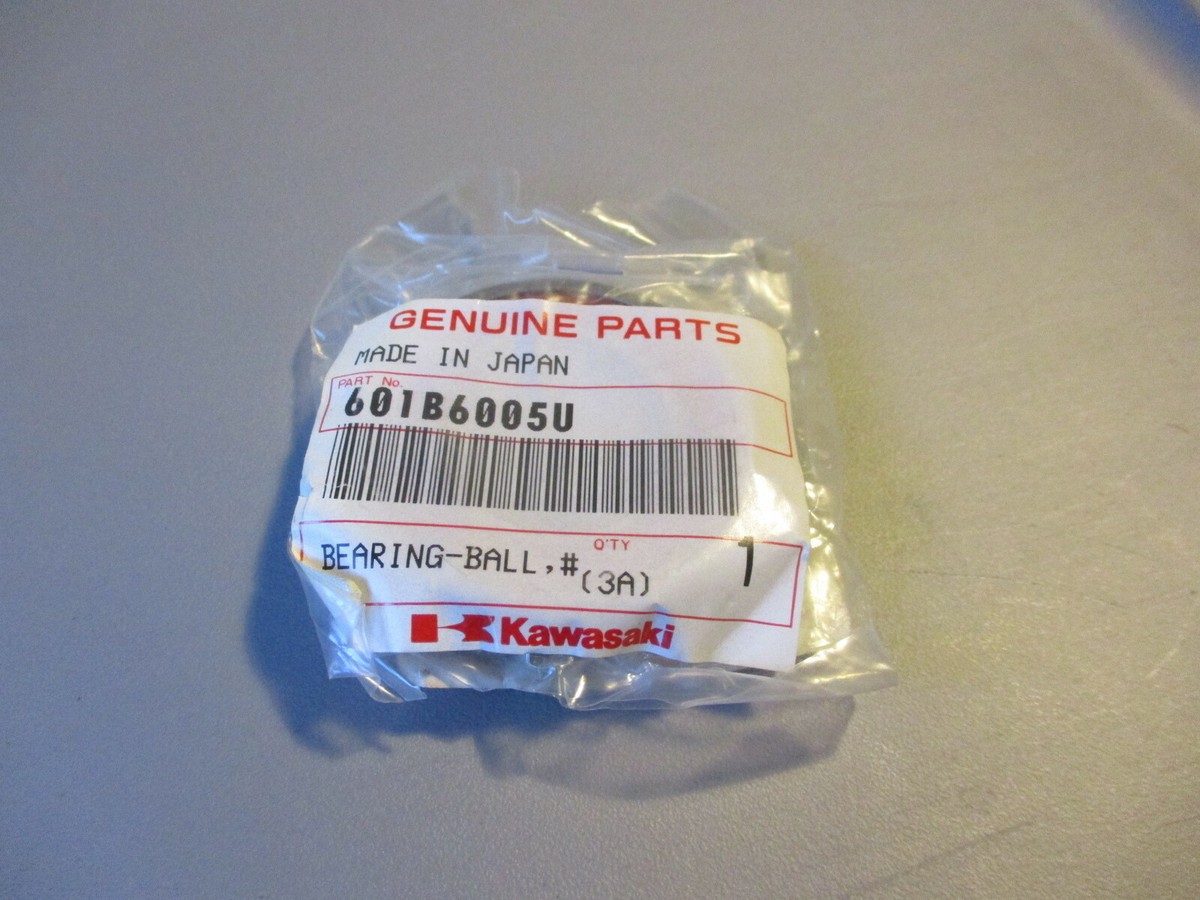 GENUINE PARTS
MADE IN JAPAN
PART No.
601B6005U
Q'TY
BEARING-BALL,# 1
(3A)
Kawasaki